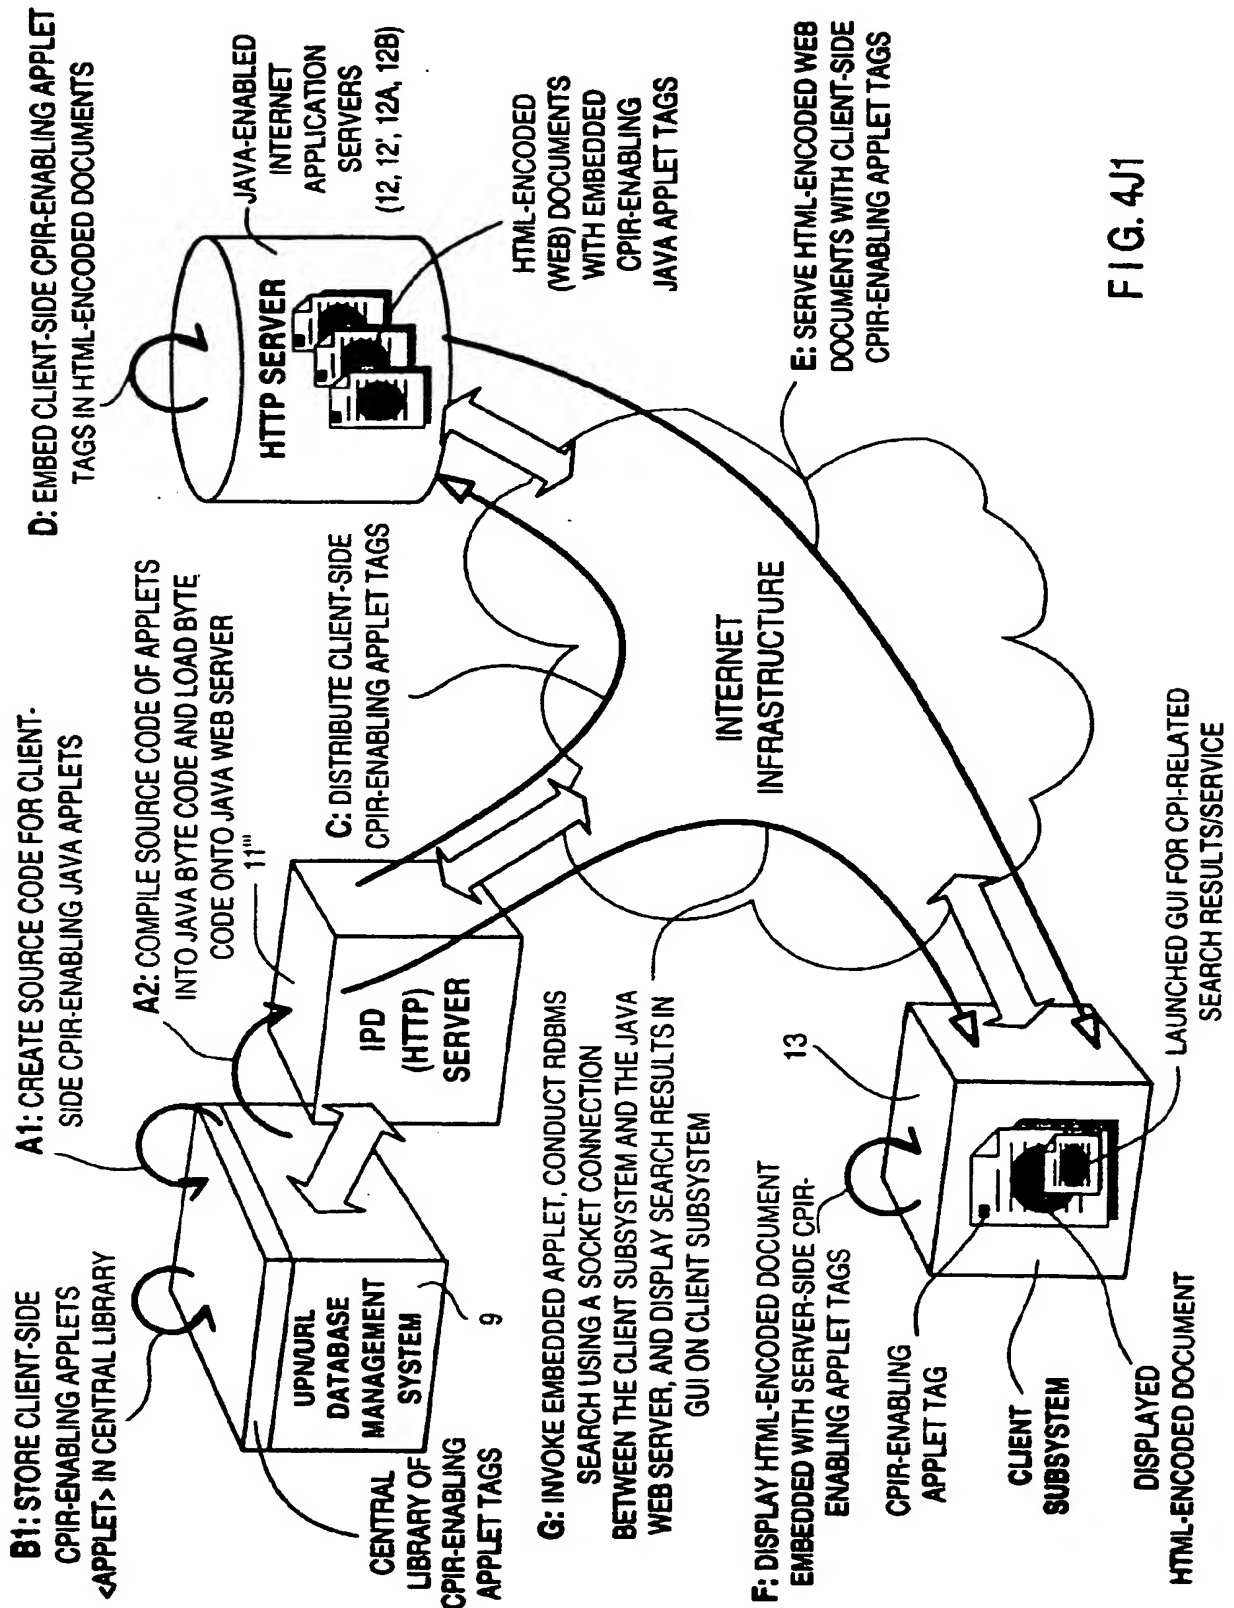 B1: STORE CLIENT-SIDE
CPIR-ENABLING APPLETS
<APPLET> IN CENTRAL LIBRARY
A1: CREATE SOURCE CODE FOR CLIENT-
SIDE CPIR-ENABLING JAVA APPLETS
A2: COMPILE SOURCE CODE OF APPLETS
INTO JAVA BYTE CODE AND LOAD BYTE
CODE ONTO JAVA WEB SERVER
11'''
D: EMBED CLIENT-SIDE CPIR-ENABLING APPLET
TAGS IN HTML-ENCODED DOCUMENTS
JAVA-ENABLED
INTERNET
APPLICATION
SERVERS
(12, 12', 12A, 12B)
HTTP SERVER
HTML-ENCODED
(WEB) DOCUMENTS
WITH EMBEDDED
CPIR-ENABLING
JAVA APPLET TAGS
UPN/URL
DATABASE
MANAGEMENT
SYSTEM
9
CENTRAL
LIBRARY OF
CPIR-ENABLING
APPLET TAGS
IPD
(HTTP)
SERVER
C: DISTRIBUTE CLIENT-SIDE
CPIR-ENABLING APPLET TAGS
G: INVOKE EMBEDDED APPLET, CONDUCT RDBMS
SEARCH USING A SOCKET CONNECTION
BETWEEN THE CLIENT SUBSYSTEM AND THE JAVA
WEB SERVER, AND DISPLAY SEARCH RESULTS IN
GUI ON CLIENT SUBSYSTEM
INTERNET
INFRASTRUCTURE
E: SERVE HTML-ENCODED WEB
DOCUMENTS WITH CLIENT-SIDE
CPIR-ENABLING APPLET TAGS
F: DISPLAY HTML-ENCODED DOCUMENT
EMBEDDED WITH SERVER-SIDE CPIR-
ENABLING APPLET TAGS
13
CPIR-ENABLING
APPLET TAG
CLIENT
SUBSYSTEM
DISPLAYED
HTML-ENCODED DOCUMENT
LAUNCHED GUI FOR CPI-RELATED
SEARCH RESULTS/SERVICE
FIG. 4J1